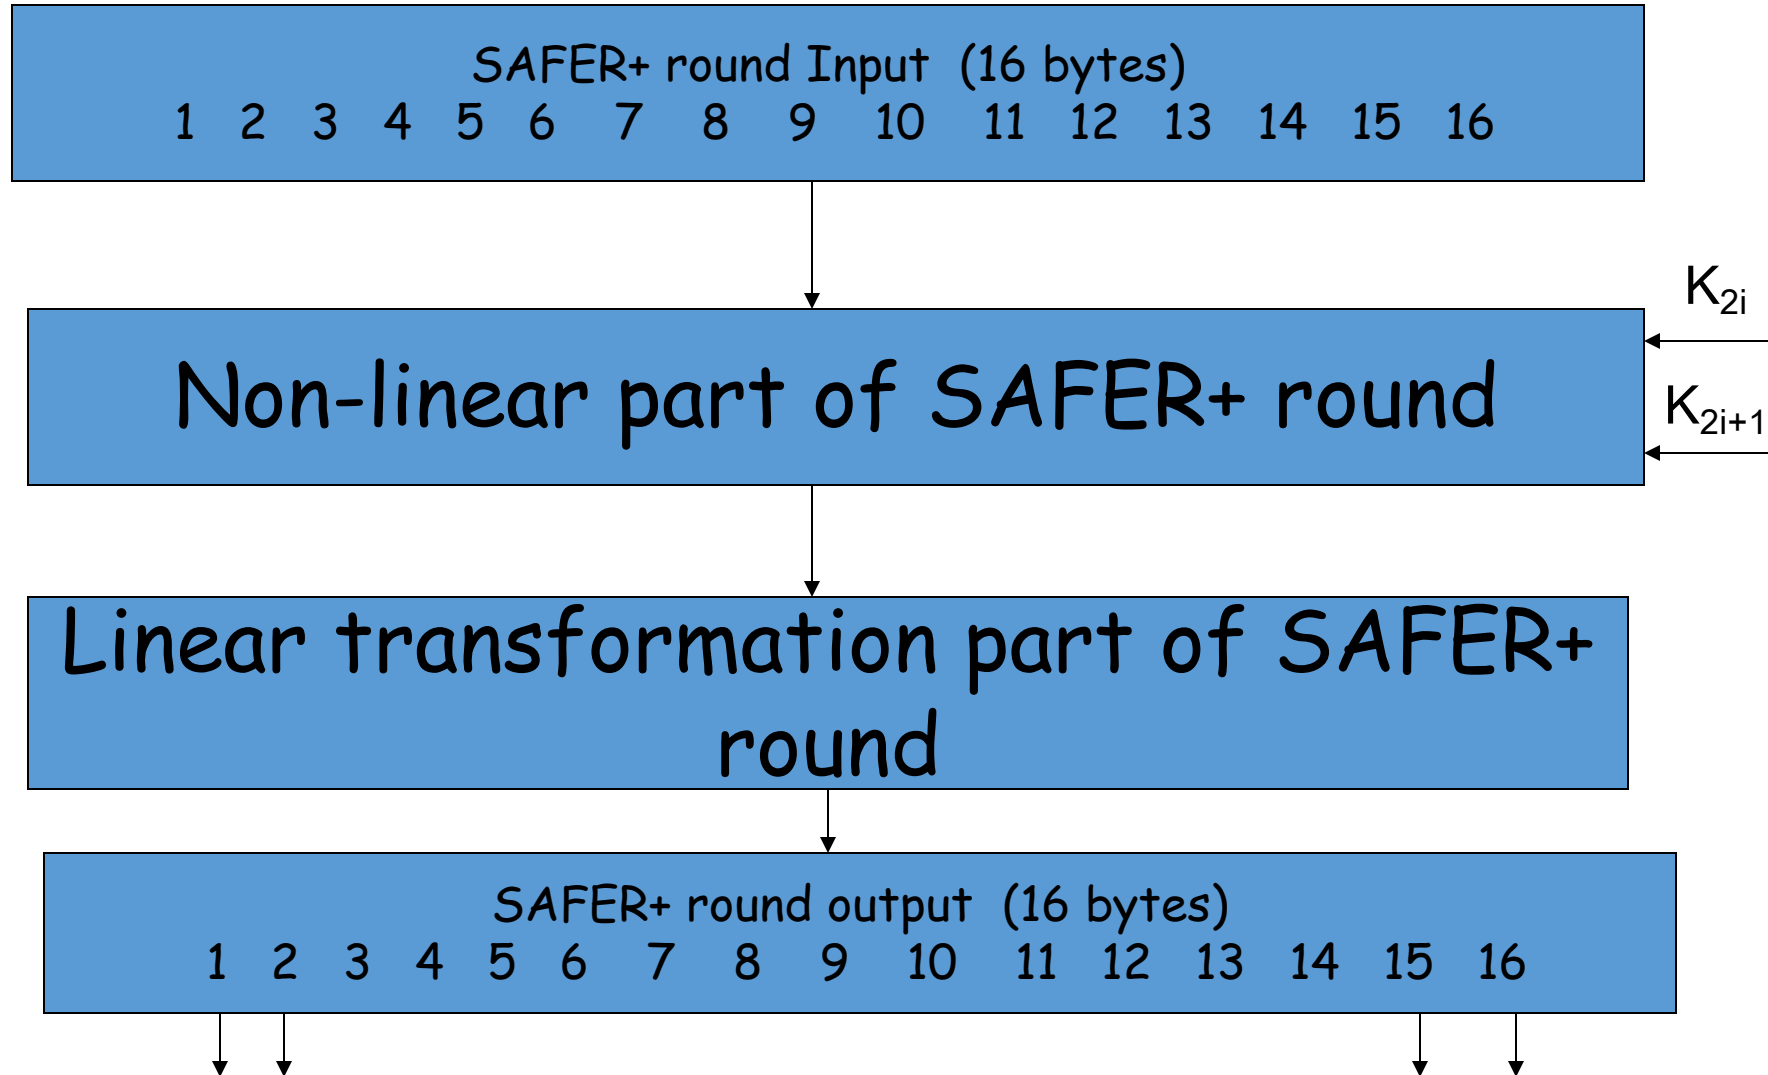 SAFER+ round Input (16 bytes)
1 2 3 4 5 6 7 8 9 10 11 12 13 14 15 16
K2i
Non-linear part of SAFER+ round
K2i+1
Linear transformation part of SAFER+
round
SAFER+ round output (16 bytes)
1 2 3 4 5 6 7 8 9 10 11 12 13 14 15 16